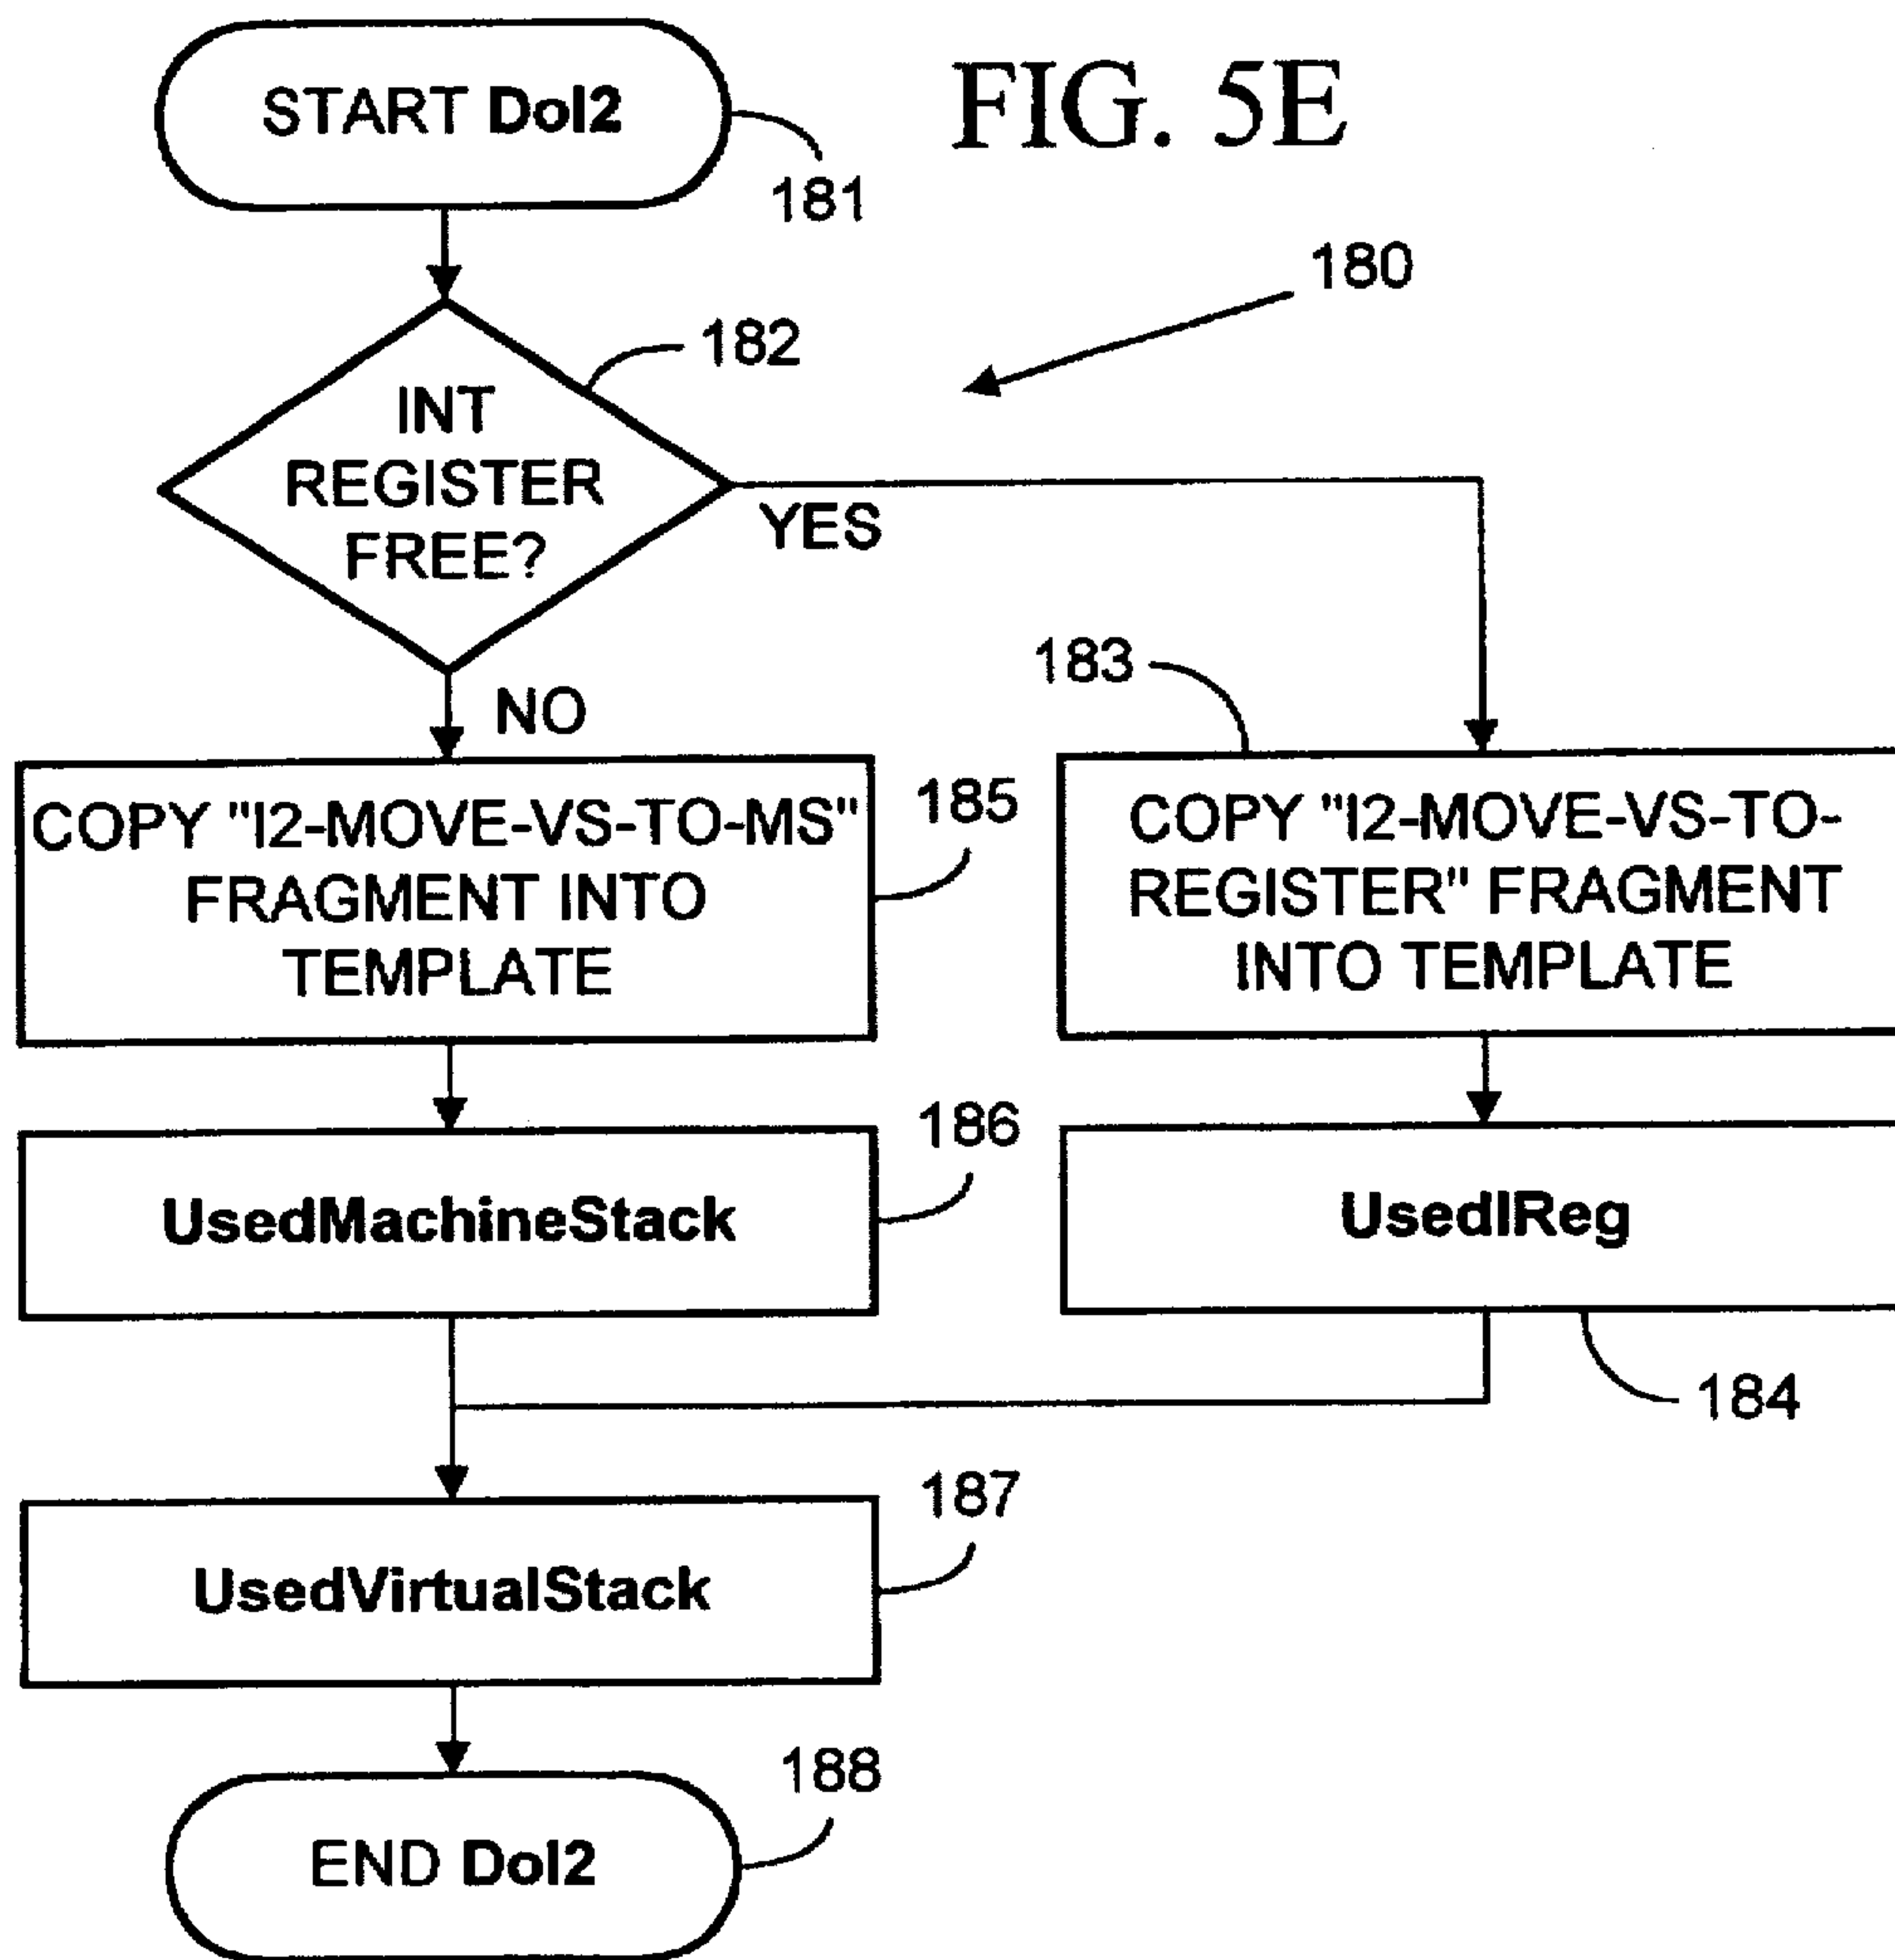 FIG. 5E
START DoI2
181
180
182
INT
REGISTER
FREE?
YES
NO
183
COPY "I2-MOVE-VS-TO-MS"
FRAGMENT INTO
TEMPLATE
185
COPY "I2-MOVE-VS-TO-
REGISTER" FRAGMENT
INTO TEMPLATE
UsedMachineStack
186
UsedIReg
184
UsedVirtualStack
187
END DoI2
188